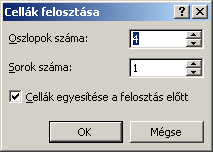 Cellák felosztása
Oszlopok száma: 4
Sorok száma: 1
Cellák egyesítése a felosztás előtt
OK Mégse